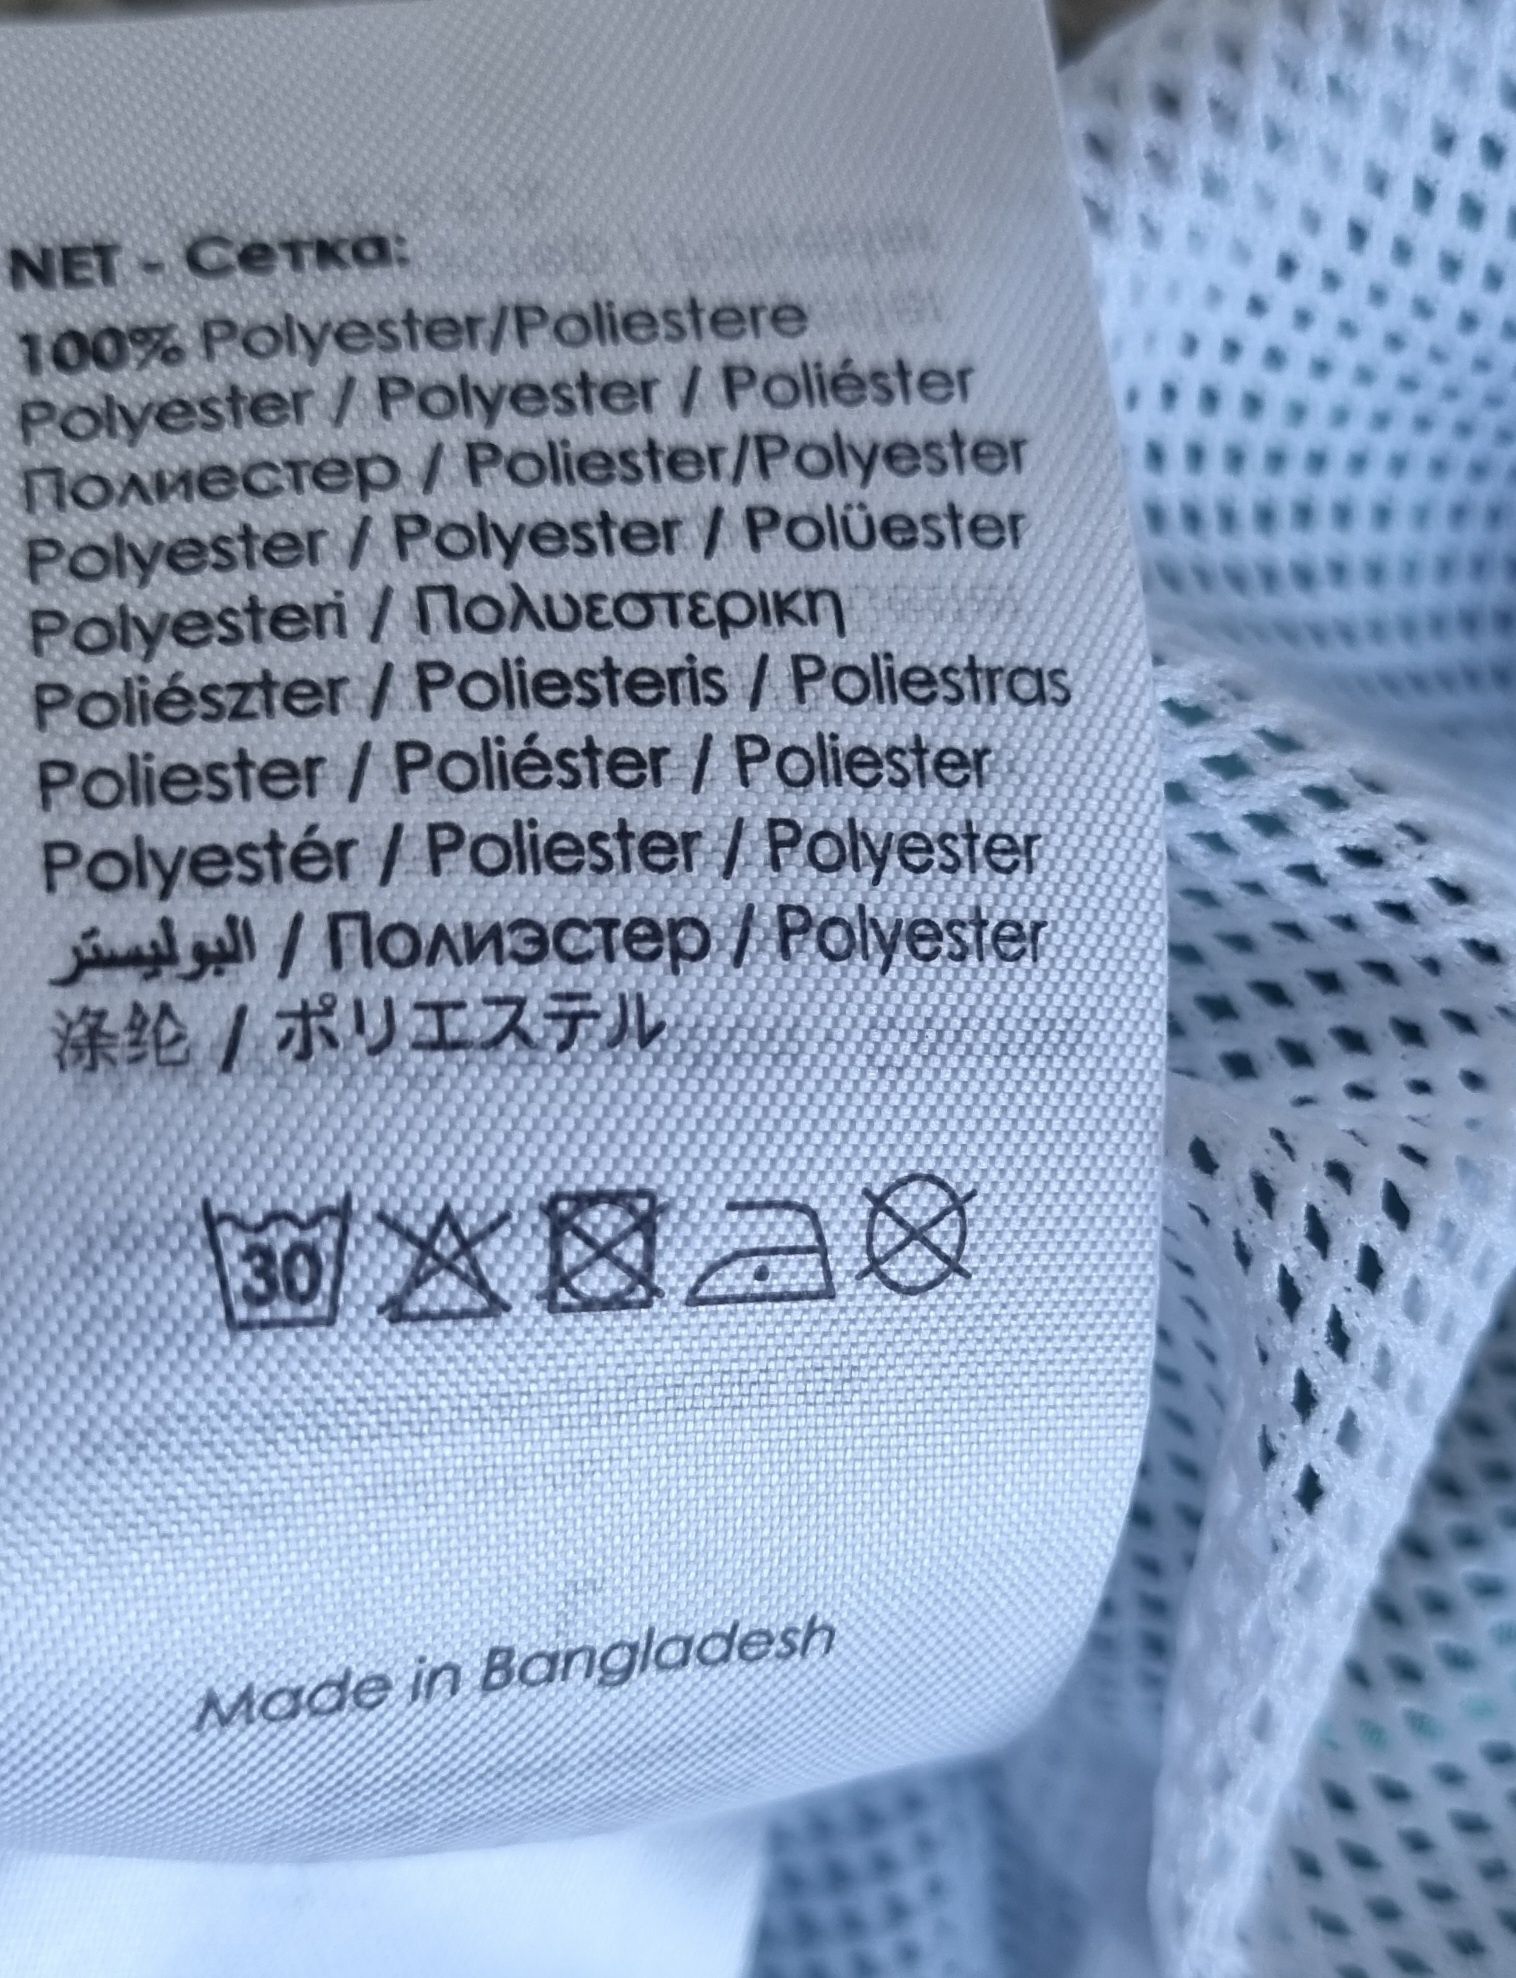 NET - Сетка:
100% Polyester/Poliestere
Polyester / Polyester / Poliéster
Полиестер / Poliester/Polyester
Polyester / Polyester / Polüester
Polyesteri / Πολυεστερικη
Poliészter / Poliesteris / Poliestras
Poliester / Poliéster / Poliester
Polyestér / Poliester / Polyester
البوليستر / Полиэстер / Polyester
涤纶 / ポリエステル
30
Made in Bangladesh